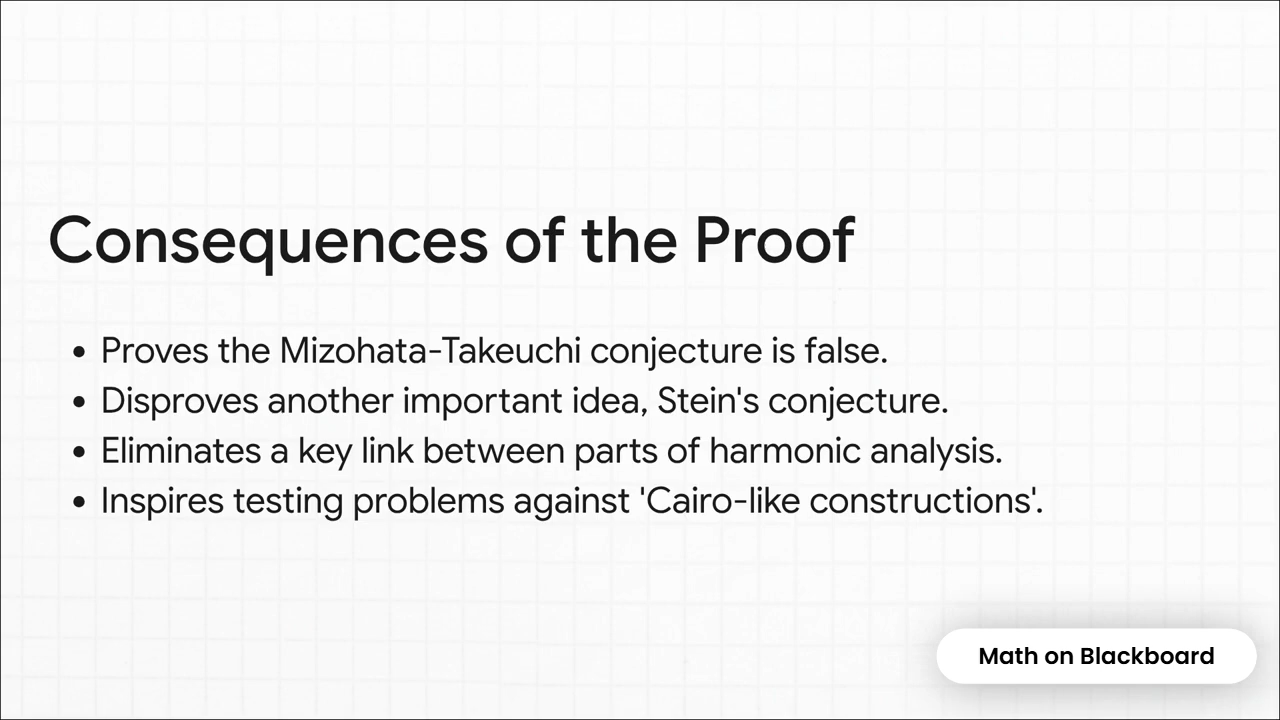 Consequences of the Proof
• Proves the Mizohata-Takeuchi conjecture is false.
• Disproves another important idea, Stein's conjecture.
• Eliminates a key link between parts of harmonic analysis.
• Inspires testing problems against 'Cairo-like constructions'.
Math on Blackboard